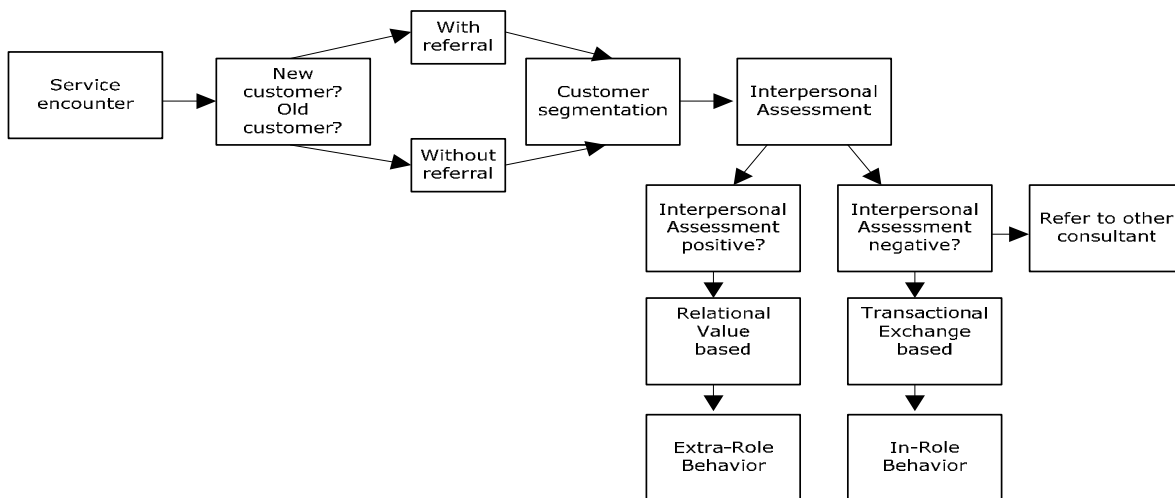 Service
encounter
New
customer?
Old
customer?
With
referral
Without
referral
Customer
segmentation
Interpersonal
Assessment
Interpersonal
Assessment
positive?
Interpersonal
Assessment
negative?
Refer to other
consultant
Relational
Value
based
Transactional
Exchange
based
Extra-Role
Behavior
In-Role
Behavior